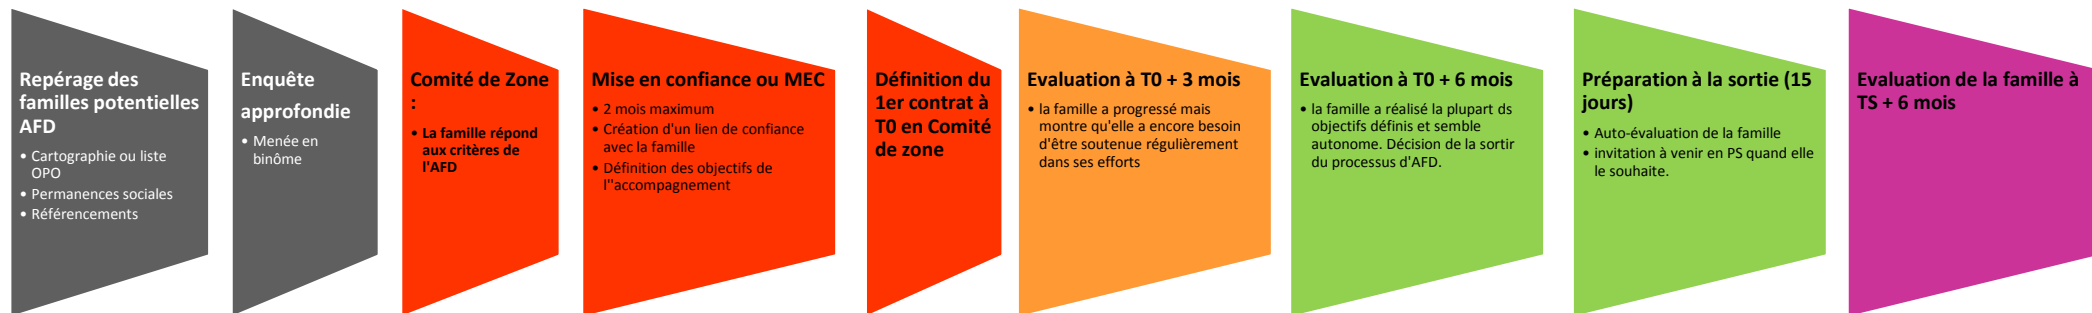 Repérage des
familles potentielles
AFD
• Cartographie ou liste
OPO
• Permanences sociales
• Référencements
Enquête
approfondie
• Menée en
binôme
Comité de Zone
:
• La famille répond
aux critères de
l'AFD
Mise en confiance ou MEC
• 2 mois maximum
• Création d'un lien de confiance
avec la famille
• Définition des objectifs de
l''accompagnement
Définition du
1er contrat à
T0 en Comité
de zone
Evaluation à T0 + 3 mois
• la famille a progressé mais
montre qu'elle a encore besoin
d'être soutenue régulièrement
dans ses efforts
Evaluation à T0 + 6 mois
• la famille a réalisé la plupart ds
objectifs définis et semble
autonome. Décision de la sortir
du processus d'AFD.
Préparation à la sortie (15
jours)
• Auto-évaluation de la famille
• invitation à venir en PS quand elle
le souhaite.
Evaluation de la famille à
TS + 6 mois